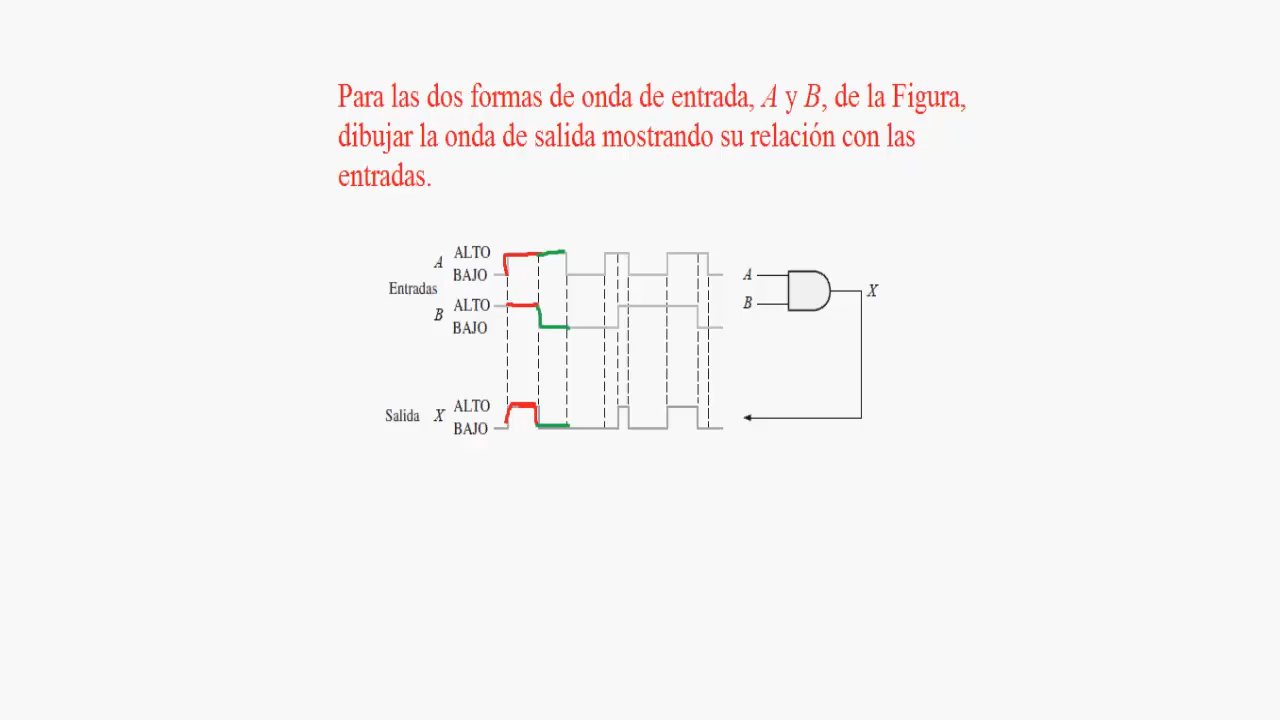 Para las dos formas de onda de entrada, A y B, de la Figura,
dibujar la onda de salida mostrando su relación con las
entradas.
A ALTO
BAJO
Entradas
B ALTO
BAJO
A
B
X
Salida X ALTO
BAJO